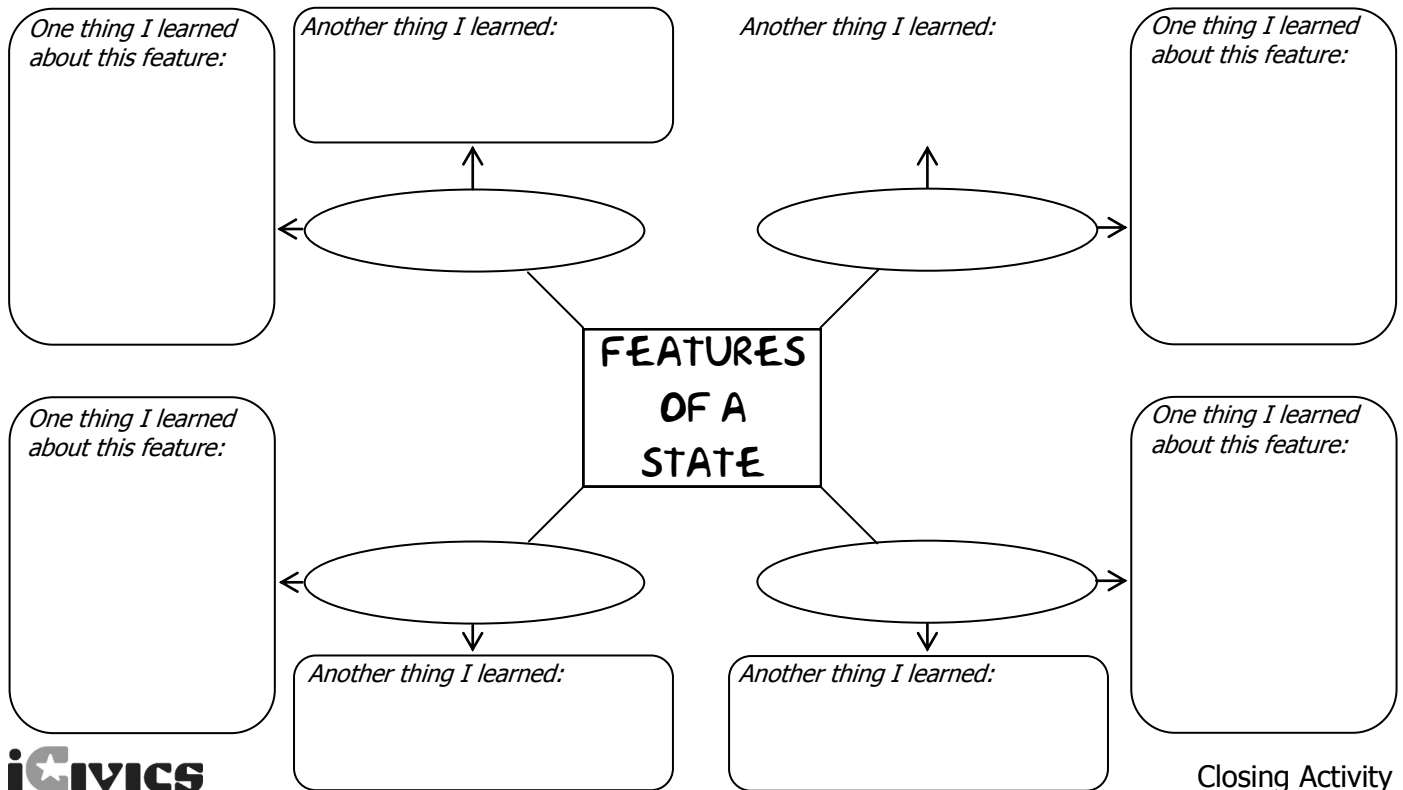 One thing I learned
about this feature:
Another thing I learned:
Another thing I learned:
One thing I learned
about this feature:
FEATURES
OF A
STATE
One thing I learned
about this feature:
One thing I learned
about this feature:
Another thing I learned:
Another thing I learned:
iCivics
Closing Activity